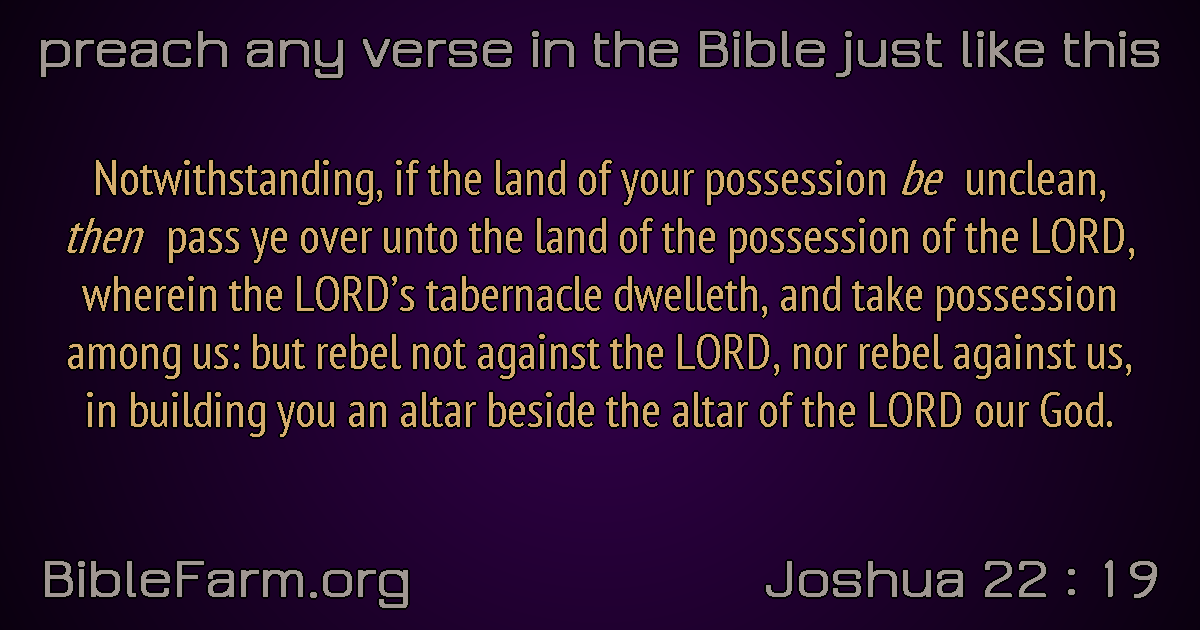 preach any verse in the Bible just like this
Notwithstanding, if the land of your possession be unclean,
then pass ye over unto the land of the possession of the LORD,
wherein the LORD’s tabernacle dwelleth, and take possession
among us: but rebel not against the LORD, nor rebel against us,
in building you an altar beside the altar of the LORD our God.
BibleFarm.org
Joshua 22 : 19